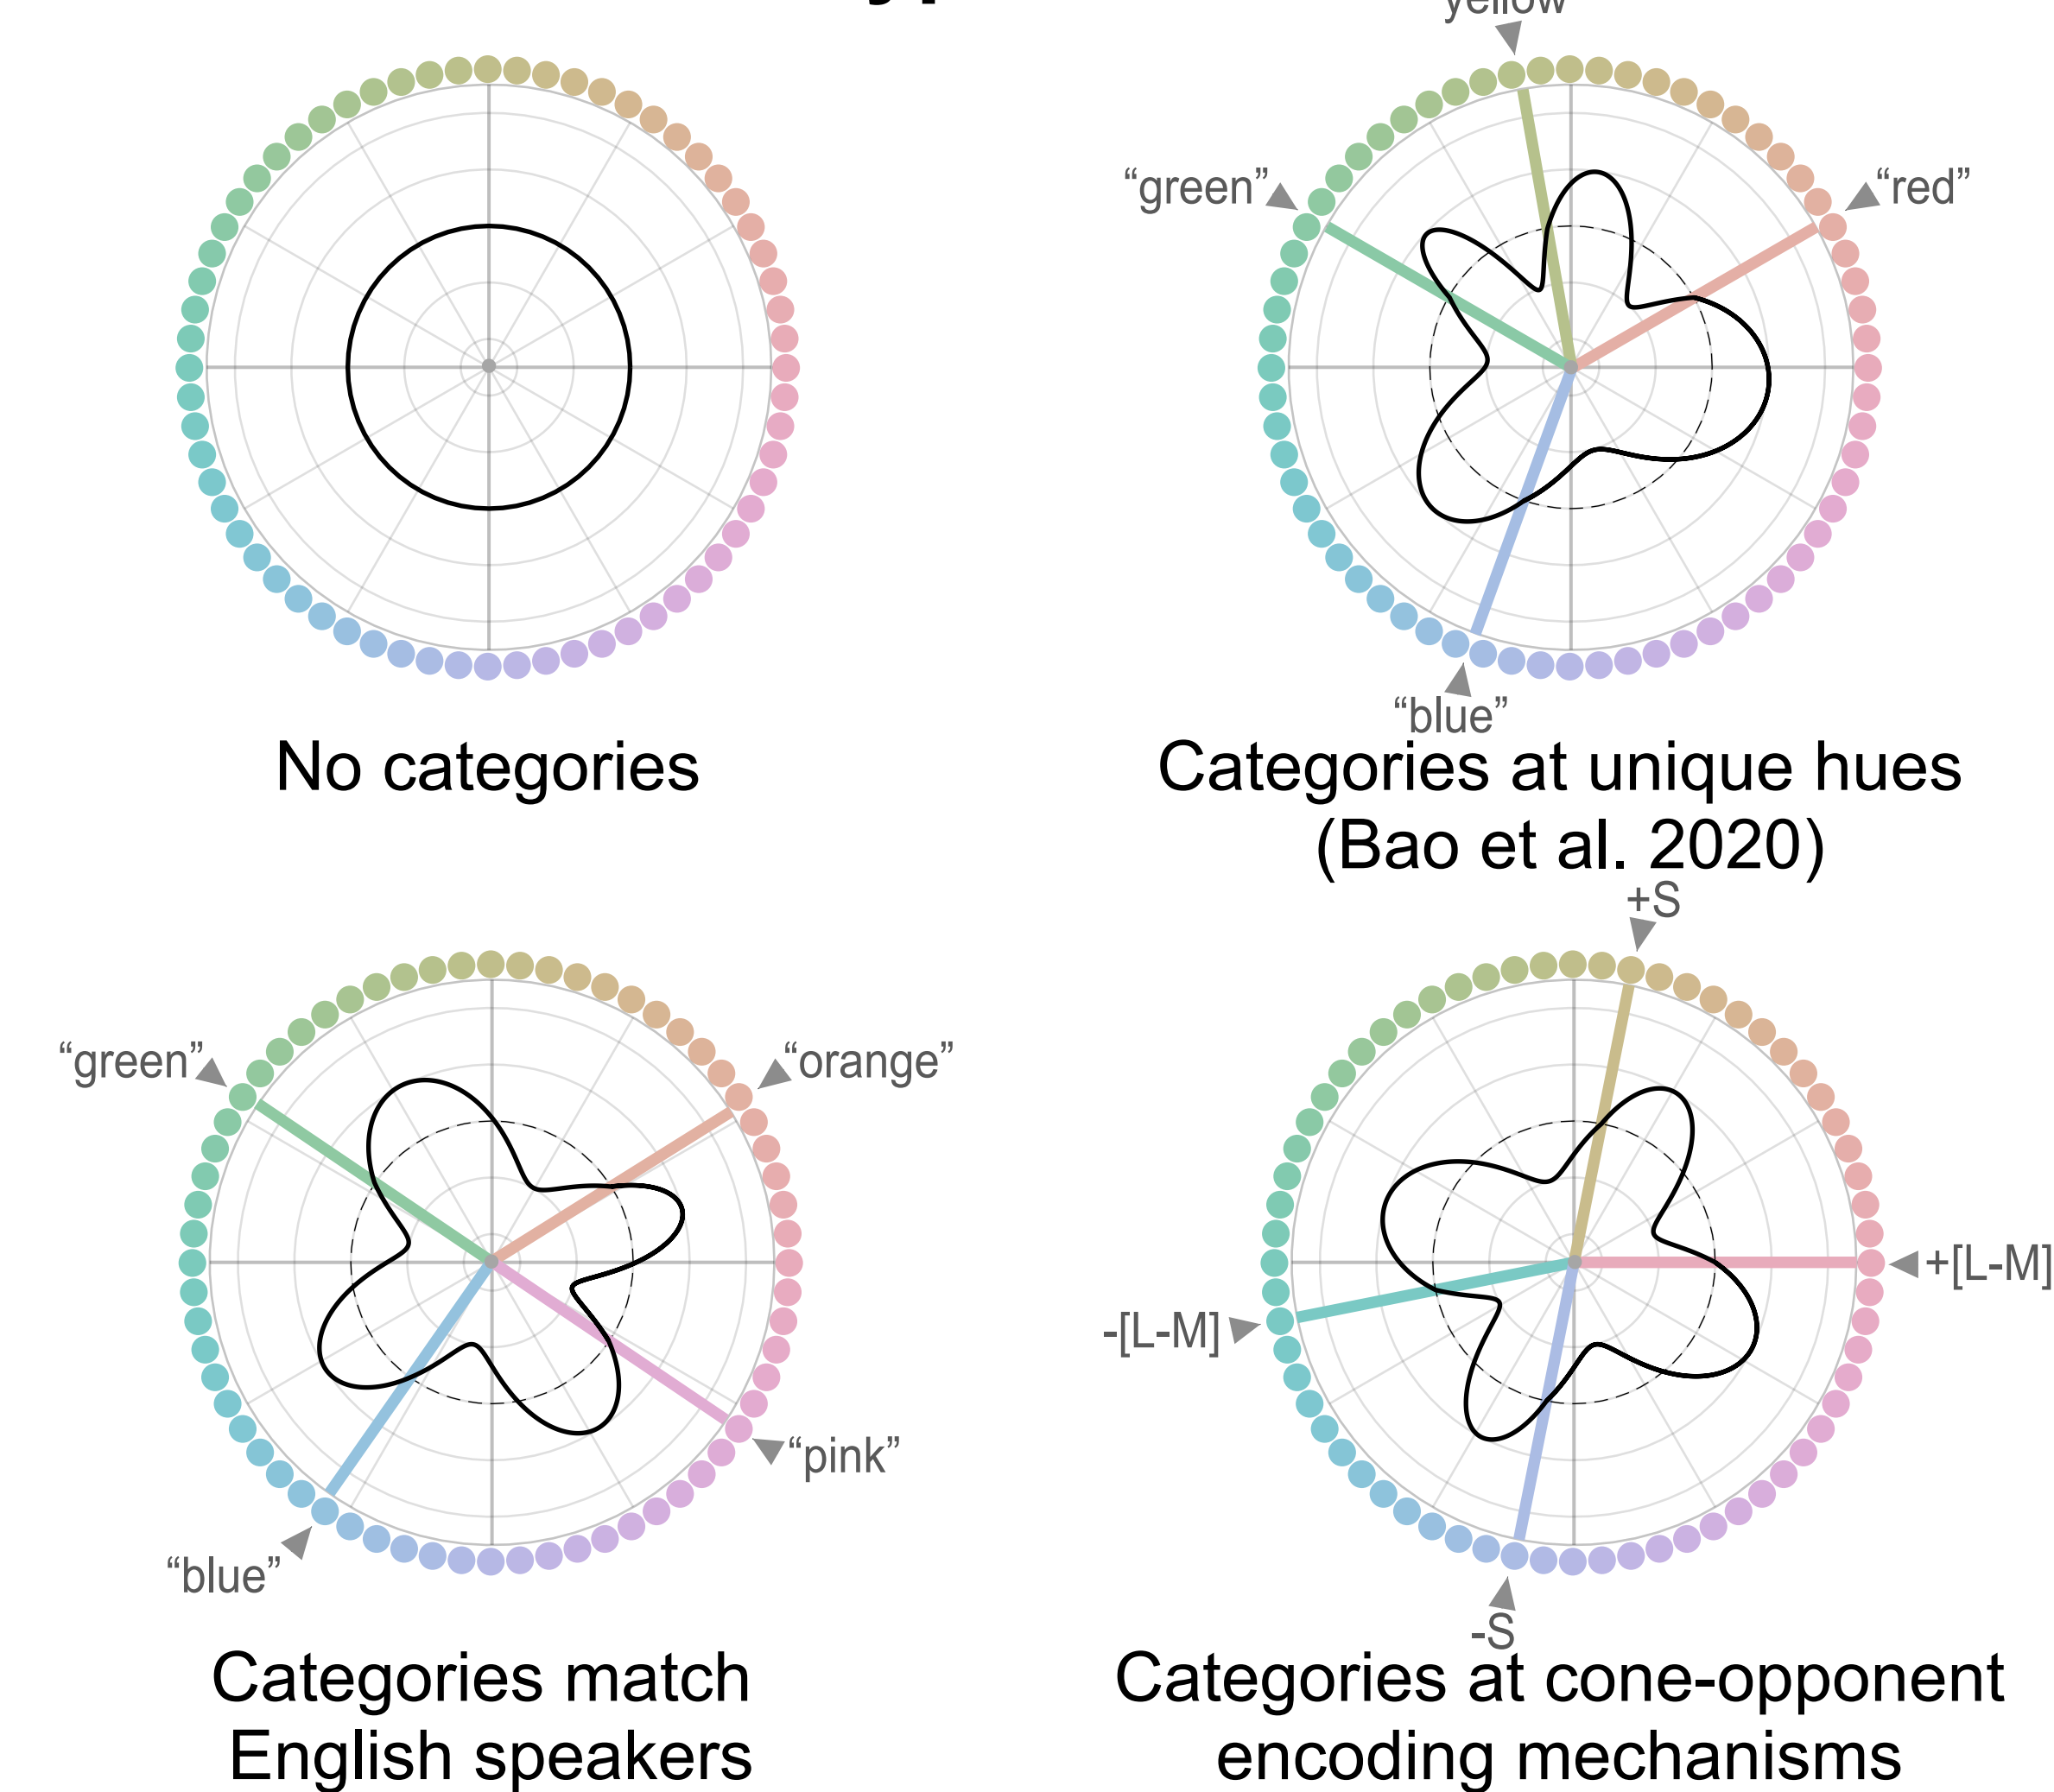 yellow
“green”
“red”
“blue”
No categories
Categories at unique hues
(Bao et al. 2020)
+S
“green”
“orange”
+[L-M]
-[L-M]
“pink”
“blue”
-S
Categories match
English speakers
Categories at cone-opponent
encoding mechanisms